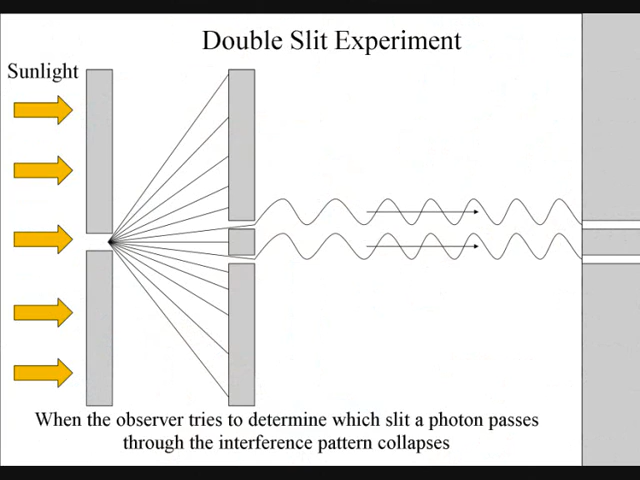 Double Slit Experiment
Sunlight
When the observer tries to determine which slit a photon passes
through the interference pattern collapses